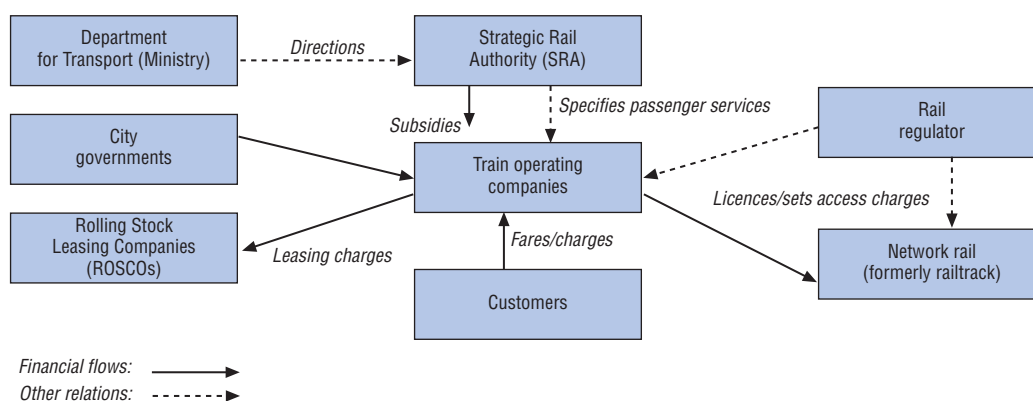 Department
for Transport (Ministry)
Directions
Strategic Rail
Authority (SRA)
Subsidies
Specifies passenger services
City
governments
Train operating
companies
Rail
regulator
Licences/sets access charges
Rolling Stock
Leasing Companies
(ROSCOs)
Leasing charges
Fares/charges
Network rail
(formerly railtrack)
Customers
Financial flows:
Other relations: